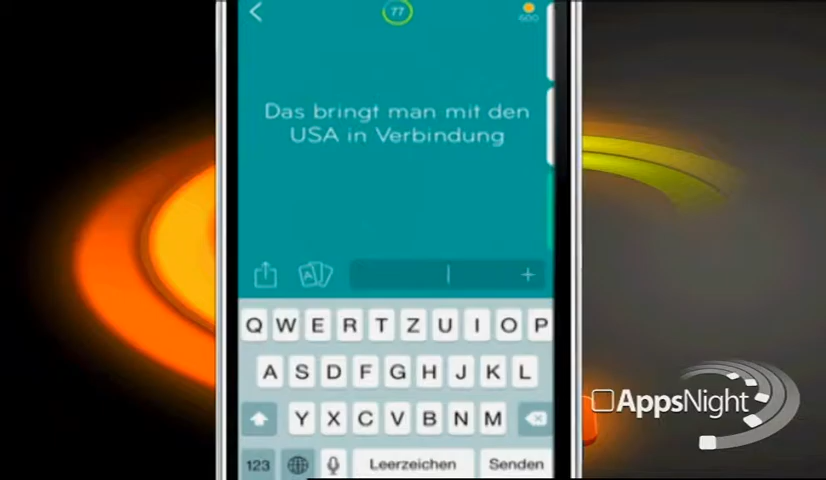 77
600
Das bringt man mit den
USA in Verbindung
A
+
Q W E R T Z U I O P
A S D F G H J K L
Y X C V B N M
123 Leerzeichen Senden
AppsNight